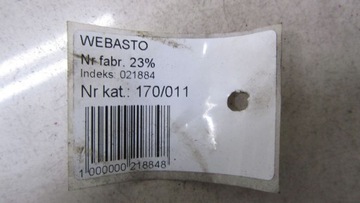 WEBASTO
Nr fabr. 23%
Indeks: 021884
Nr kat.: 170/011
1 000000 218848